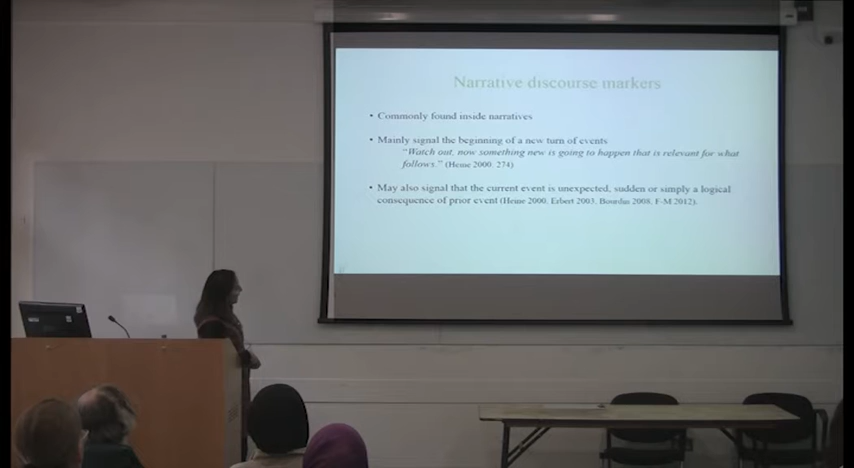 Narrative discourse markers
• Commonly found inside narratives
• Mainly signal the beginning of a new turn of events
“Watch out, now something new is going to happen that is relevant for what
follows.” (Heine 2000, 274)
• May also signal that the current event is unexpected, sudden or simply a logical
consequence of prior event (Heine 2000, Erbert 2003, Bourdin 2008, F-M 2012).